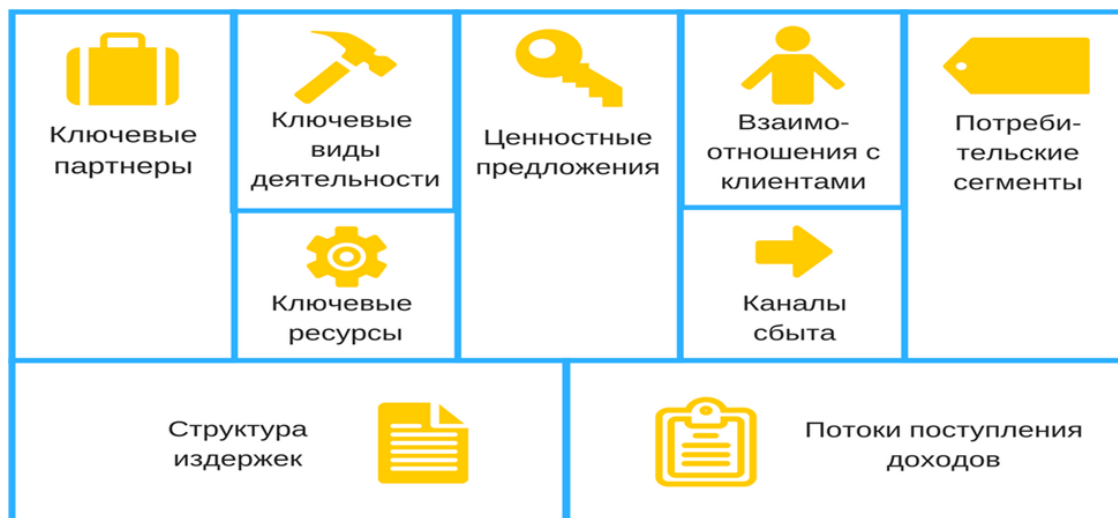 Ключевые
партнеры
Ключевые
виды
деятельности
Ключевые
ресурсы
Ценностные
предложения
Взаимо-
отношения с
клиентами
Каналы
сбыта
Потреби-
тельские
сегменты
Структура
издержек
Потоки поступления
доходов